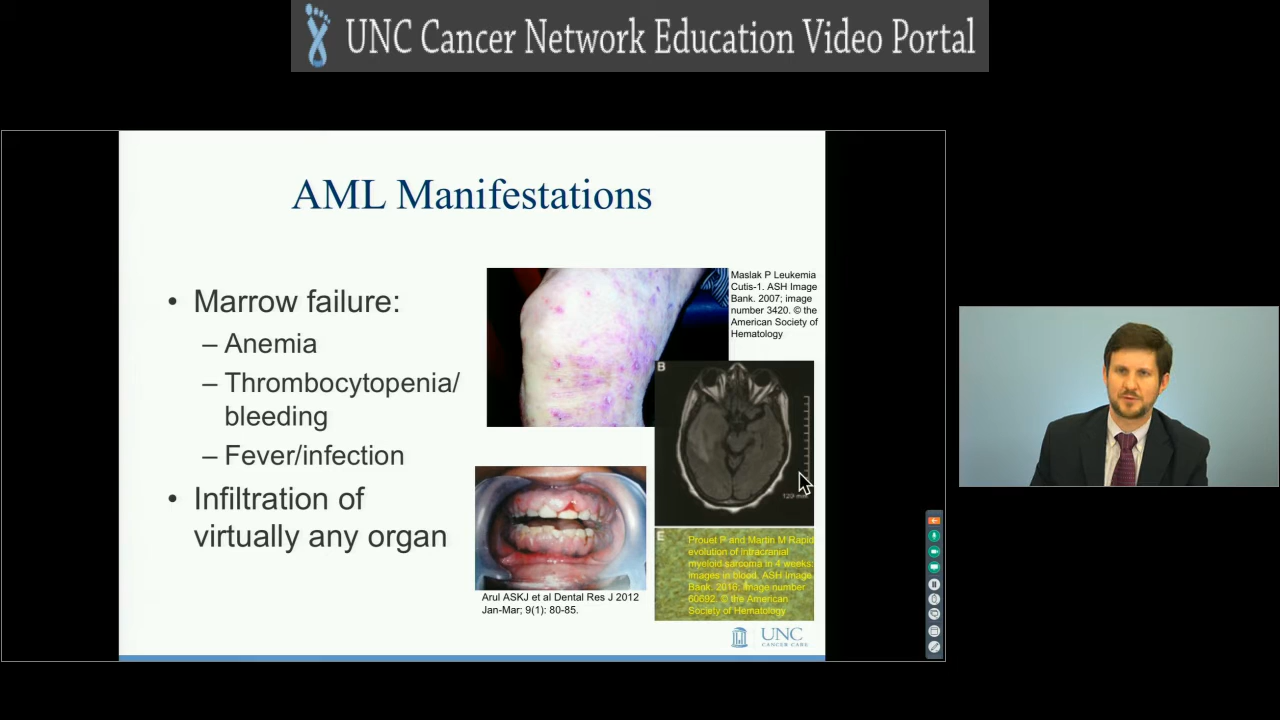 UNC Cancer Network Education Video Portal
AML Manifestations
• Marrow failure:
– Anemia
– Thrombocytopenia/
bleeding
– Fever/infection
• Infiltration of
virtually any organ
Maslak P Leukemia
Cutis-1. ASH Image
Bank. 2007; image
number 3420. © the
American Society of
Hematology
B
120 mm
Arul ASKJ et al Dental Res J 2012
Jan-Mar; 9(1): 80-85.
E
Prouet P and Martin M Rapid
evolution of intracranial
myeloid sarcoma in 4 weeks:
images in blood. ASH Image
Bank. 2016; image number
60692. © the American
Society of Hematology
UNC
CANCER CARE